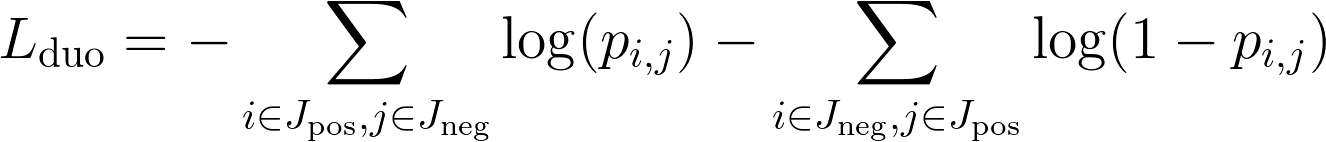 L_duo = − ∑_{i∈J_pos, j∈J_neg} log(p_{i,j}) − ∑_{i∈J_neg, j∈J_pos} log(1 − p_{i,j})